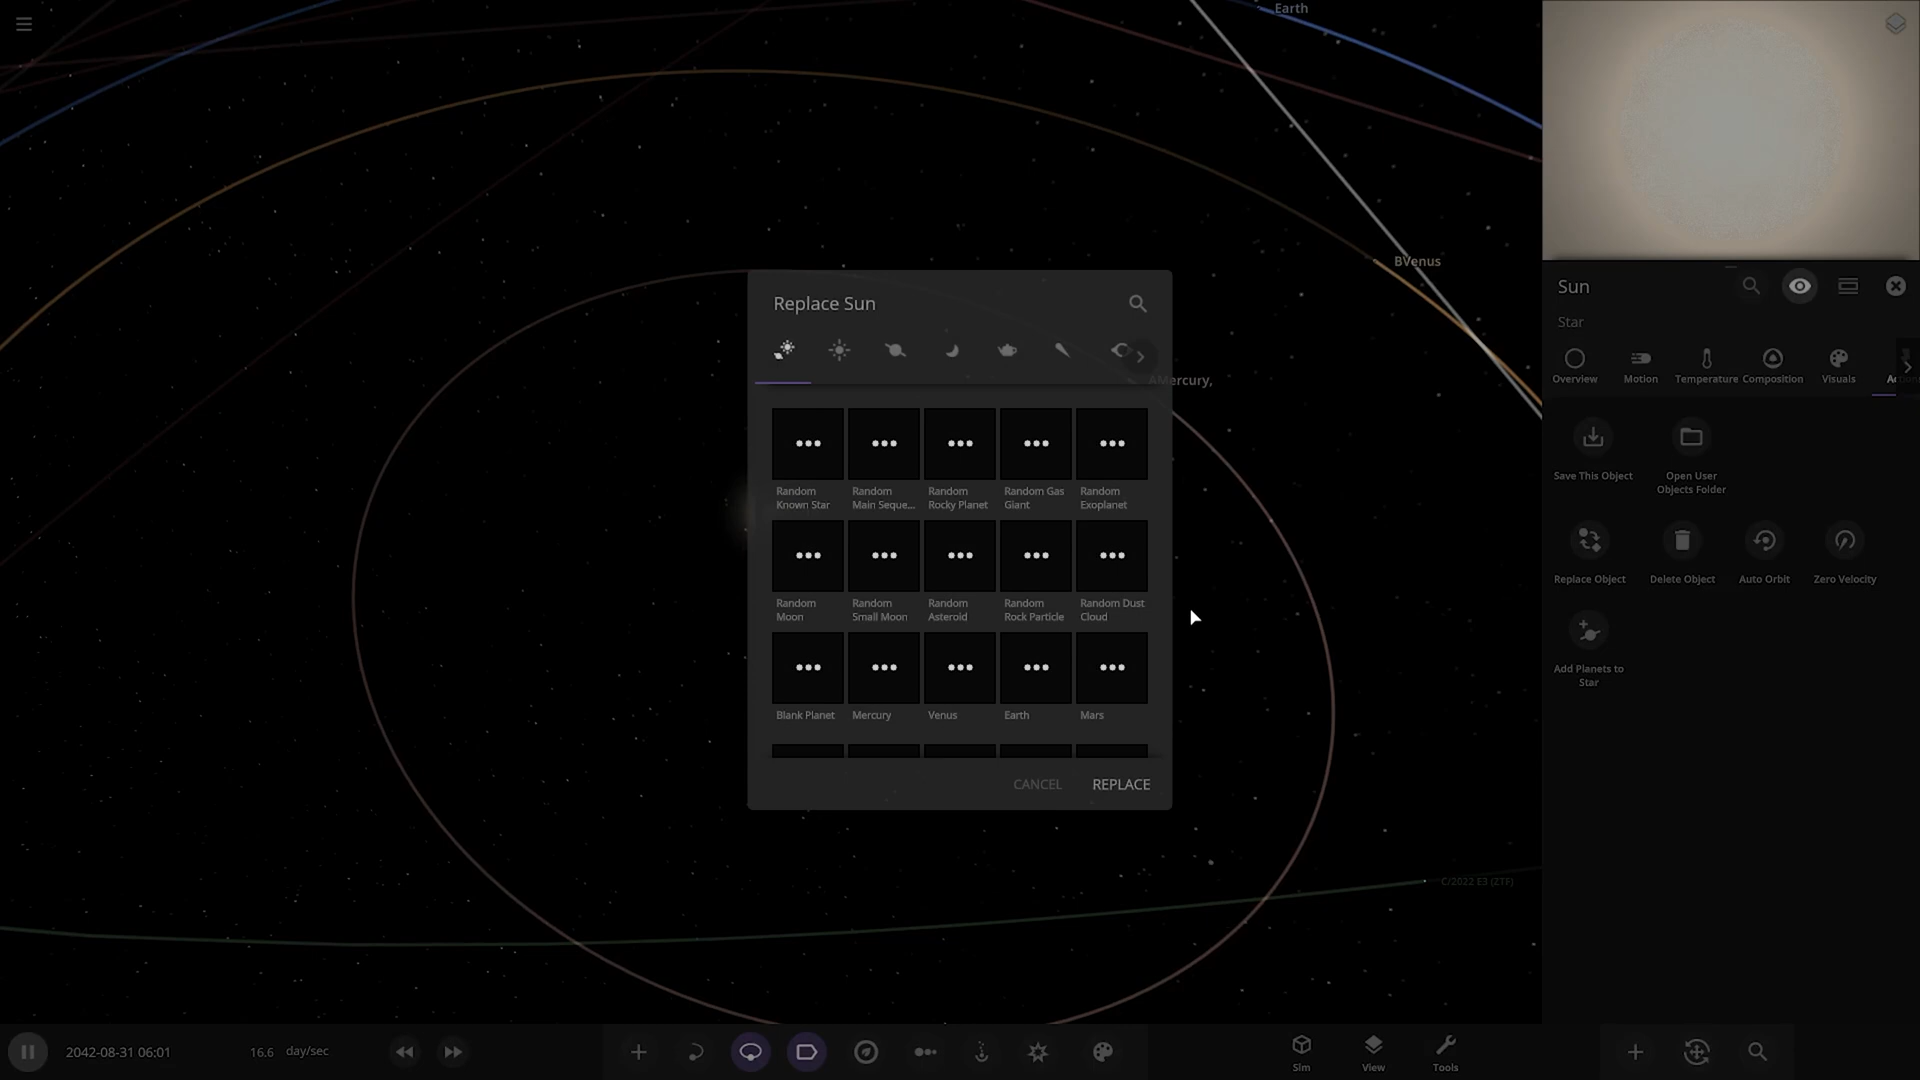 Earth
BVenus
AMercury,
C/2022 E3 (ZTF)
Replace Sun
Random Known Star
Random Main Seque...
Random Rocky Planet
Random Gas Giant
Random Exoplanet
Random Moon
Random Small Moon
Random Asteroid
Random Rock Particle
Random Dust Cloud
Blank Planet
Mercury
Venus
Earth
Mars
CANCEL
REPLACE
Sun
Star
Overview
Motion
Temperature
Composition
Visuals
Save This Object
Open User Objects Folder
Replace Object
Delete Object
Auto Orbit
Zero Velocity
Add Planets to Star
2042-08-31 06:01
16.6 day/sec
Sim
View
Tools